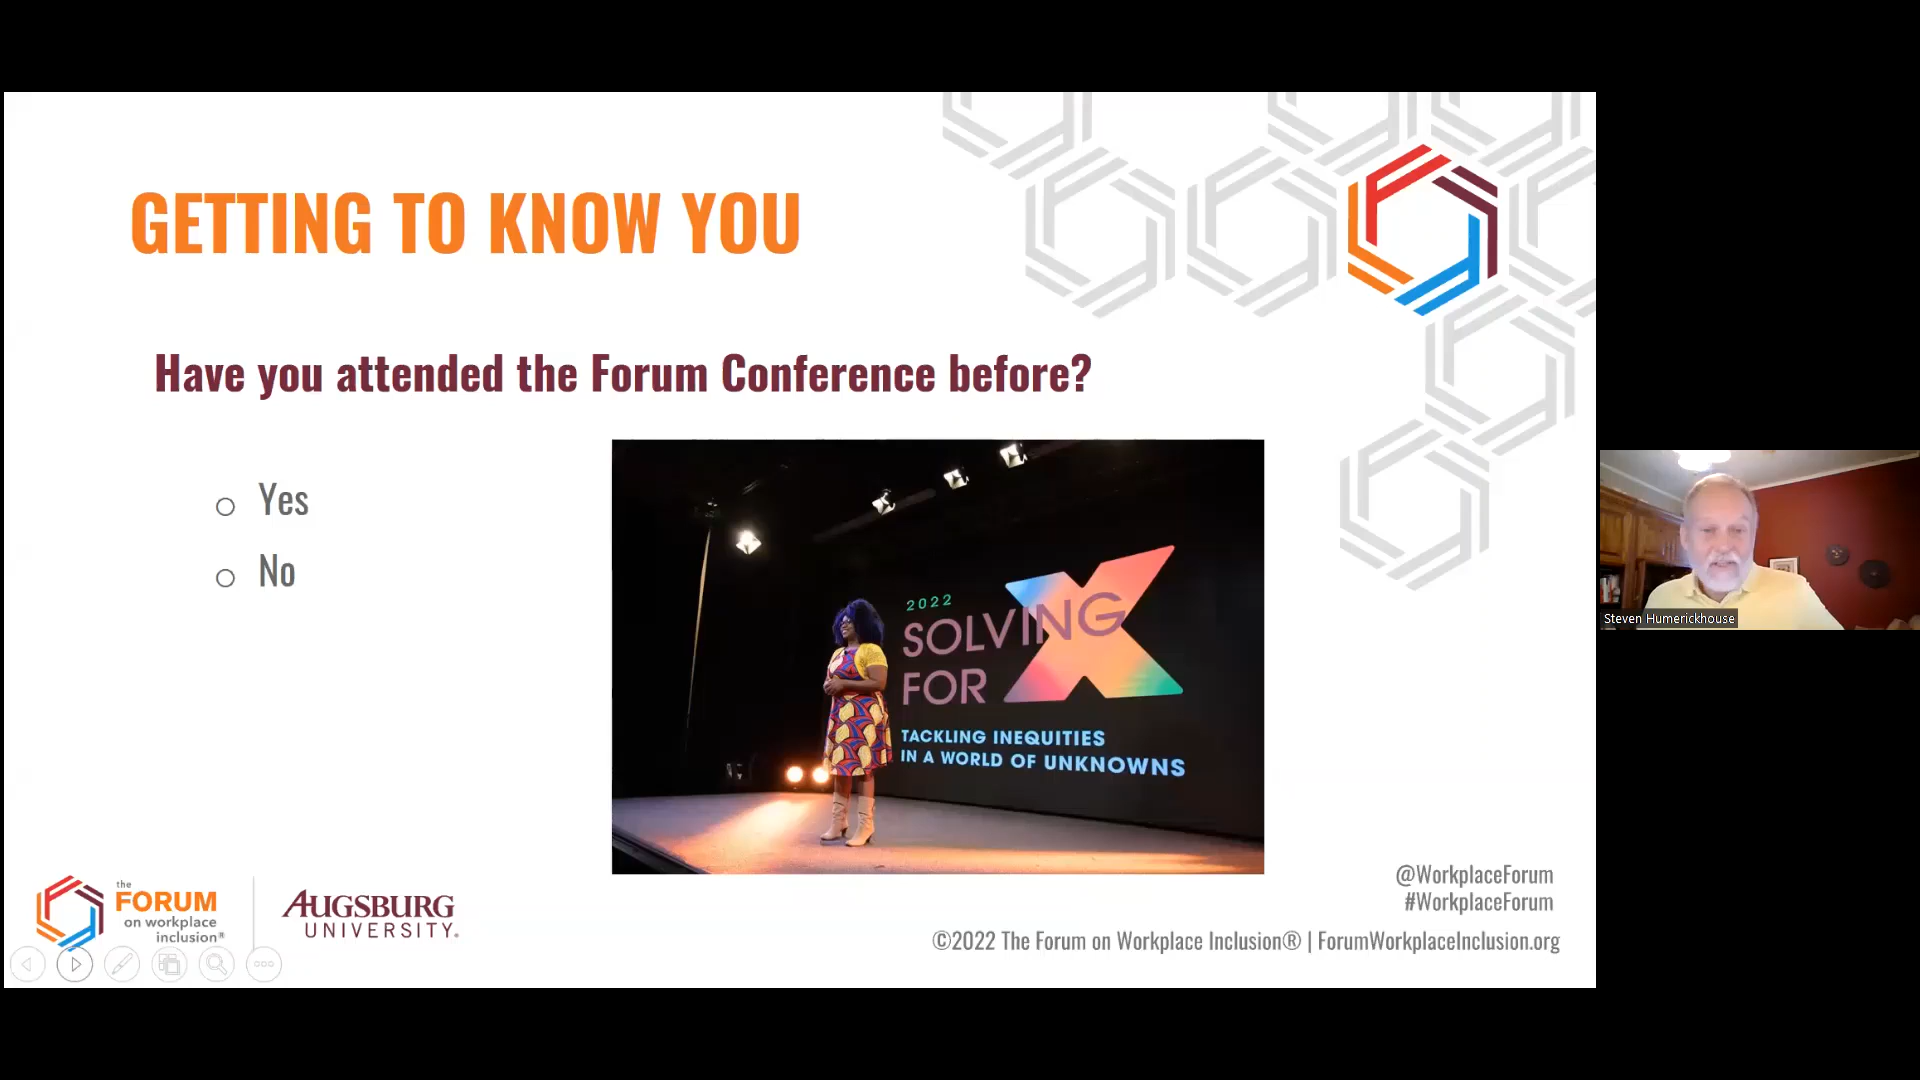 GETTING TO KNOW YOU
Have you attended the Forum Conference before?
Yes
No
2022
SOLVING
FOR X
TACKLING INEQUITIES
IN A WORLD OF UNKNOWNS
Steven Humerickhouse
the
FORUM
on workplace
inclusion®
AUGSBURG
UNIVERSITY®
@WorkplaceForum
#WorkplaceForum
©2022 The Forum on Workplace Inclusion® | ForumWorkplaceInclusion.org